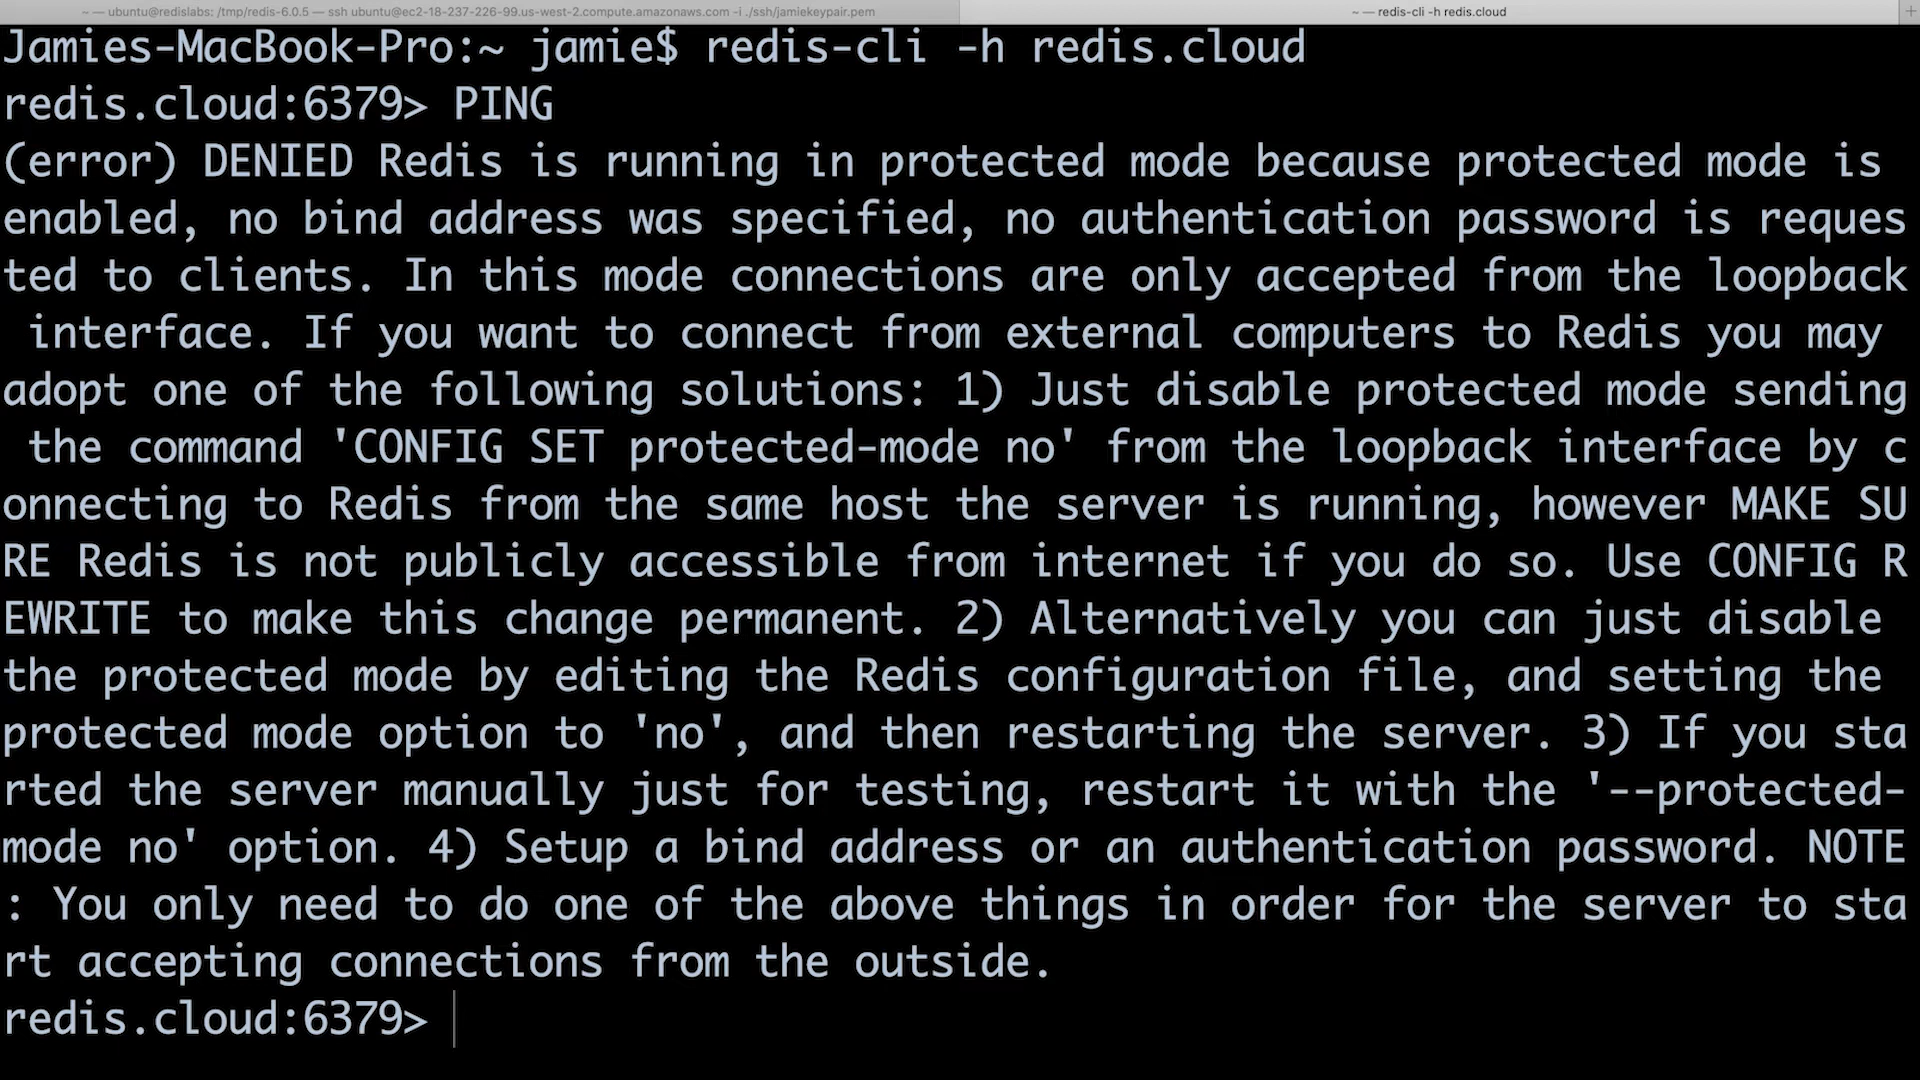 ~ — ubuntu@redislabs: /tmp/redis-6.0.5 — ssh ubuntu@ec2-18-237-226-99.us-west-2.compute.amazonaws.com -i ./ssh/jamiekeypair.pem
~ — redis-cli -h redis.cloud
+
Jamies-MacBook-Pro:~ jamie$ redis-cli -h redis.cloud
redis.cloud:6379> PING
(error) DENIED Redis is running in protected mode because protected mode is
enabled, no bind address was specified, no authentication password is reques
ted to clients. In this mode connections are only accepted from the loopback
 interface. If you want to connect from external computers to Redis you may
adopt one of the following solutions: 1) Just disable protected mode sending
 the command 'CONFIG SET protected-mode no' from the loopback interface by c
onnecting to Redis from the same host the server is running, however MAKE SU
RE Redis is not publicly accessible from internet if you do so. Use CONFIG R
EWRITE to make this change permanent. 2) Alternatively you can just disable
the protected mode by editing the Redis configuration file, and setting the
protected mode option to 'no', and then restarting the server. 3) If you sta
rted the server manually just for testing, restart it with the '--protected-
mode no' option. 4) Setup a bind address or an authentication password. NOTE
: You only need to do one of the above things in order for the server to sta
rt accepting connections from the outside.
redis.cloud:6379>